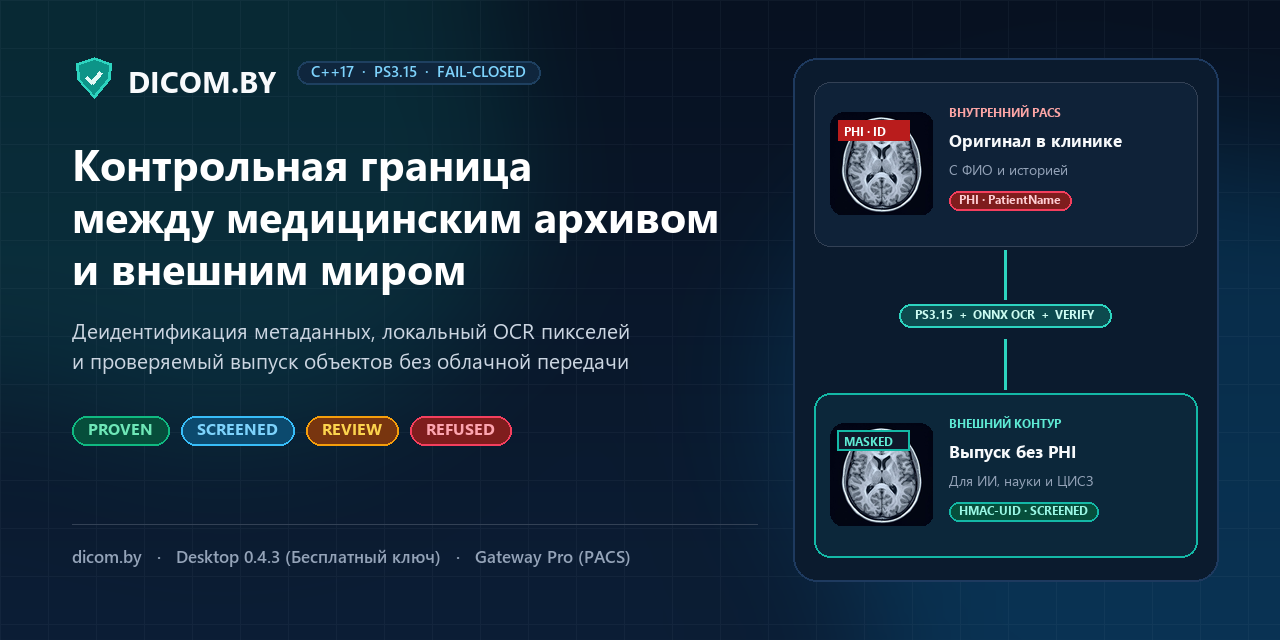 DICOM.BY
C++17 · PS3.15 · FAIL-CLOSED
Контрольная граница
между медицинским архивом
и внешним миром
Деидентификация метаданных, локальный OCR пикселей
и проверяемый выпуск объектов без облачной передачи
PROVEN
SCREENED
REVIEW
REFUSED
dicom.by · Desktop 0.4.3 (Бесплатный ключ) · Gateway Pro (PACS)
PHI · ID
ВНУТРЕННИЙ PACS
Оригинал в клинике
С ФИО и историей
PHI · PatientName
PS3.15 + ONNX OCR + VERIFY
MASKED
ВНЕШНИЙ КОНТУР
Выпуск без PHI
Для ИИ, науки и ЦИСЗ
HMAC-UID · SCREENED